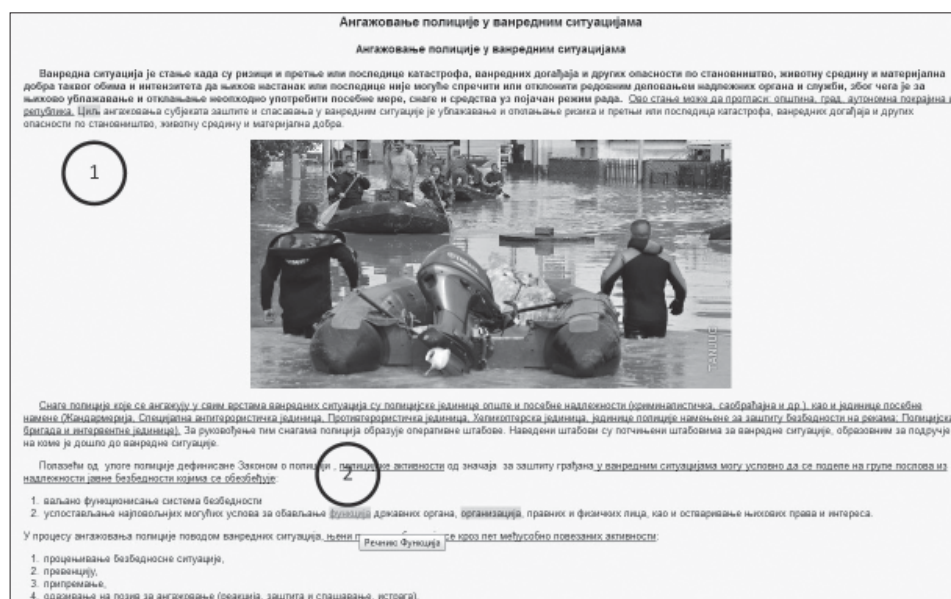 Ангажовање полиције у ванредним ситуацијама
Ангажовање полиције у ванредним ситуацијама
Ванредна ситуација је стање када су ризици и претње или последице катастрофа, ванредних догађаја и других опасности по становништво, животну средину и материјална
добра таквог обима и интензитета да њихов настанак или последице није могуће спречити или отклонити редовним деловањем надлежних органа и служби, због чега је за
њихово ублажавање и отклањање неопходно употребити посебне мере, снаге и средства уз појачан режим рада. Ово стање може да прогласи: општина, град, аутономна покрајина и
република. Циљ ангажовања субјеката заштите и спасавања у ванредним ситуације је ублажавање и отклањање ризика и претњи или последица катастрофа, ванредних догађаја и других
опасности по становништво, животну средину и материјална добра.
1
TANJUG
Снаге полиције које се ангажују у свим врстама ванредних ситуација су полицијске јединице опште и посебне надлежности (криминалистичка, саобраћајна и др.), као и јединице посебне
намене (Жандармерија, Специјална антитерористичка јединица, Противтерористичка јединица, Хеликоптерска јединица, јединице полиције намењене за заштиту безбедности на рекама, Полицијска
бригада и интервентне јединице). За руковођење тим снагама полиција образује оперативне штабове. Наведени штабови су потчињени штабовима за ванредне ситуације, образовним за подручје
на коме је дошло до ванредне ситуације.
Полазећи од улоге полиције дефинисане Законом о полицији , полицијске активности од значаја за заштиту грађана у ванредним ситуацијама могу условно да се поделе на групе послова из
2
надлежности јавне безбедности којима се обезбеђује:
1. ваљано функционисање система безбедности
2. успостављање најповољнијих могућих услова за обављање функција државних органа, организација, правних и физичких лица, као и остваривање њихових права и интереса.
У процесу ангажовања полиције поводом ванредних ситуација, њени се кроз пет међусобно повезаних активности:
Речник: Функција
1. процењивање безбедносне ситуације,
2. превенцију,
3. припремање,
4. одазивање на позив за ангажовање (реакција, заштита и спашавање, истрага),